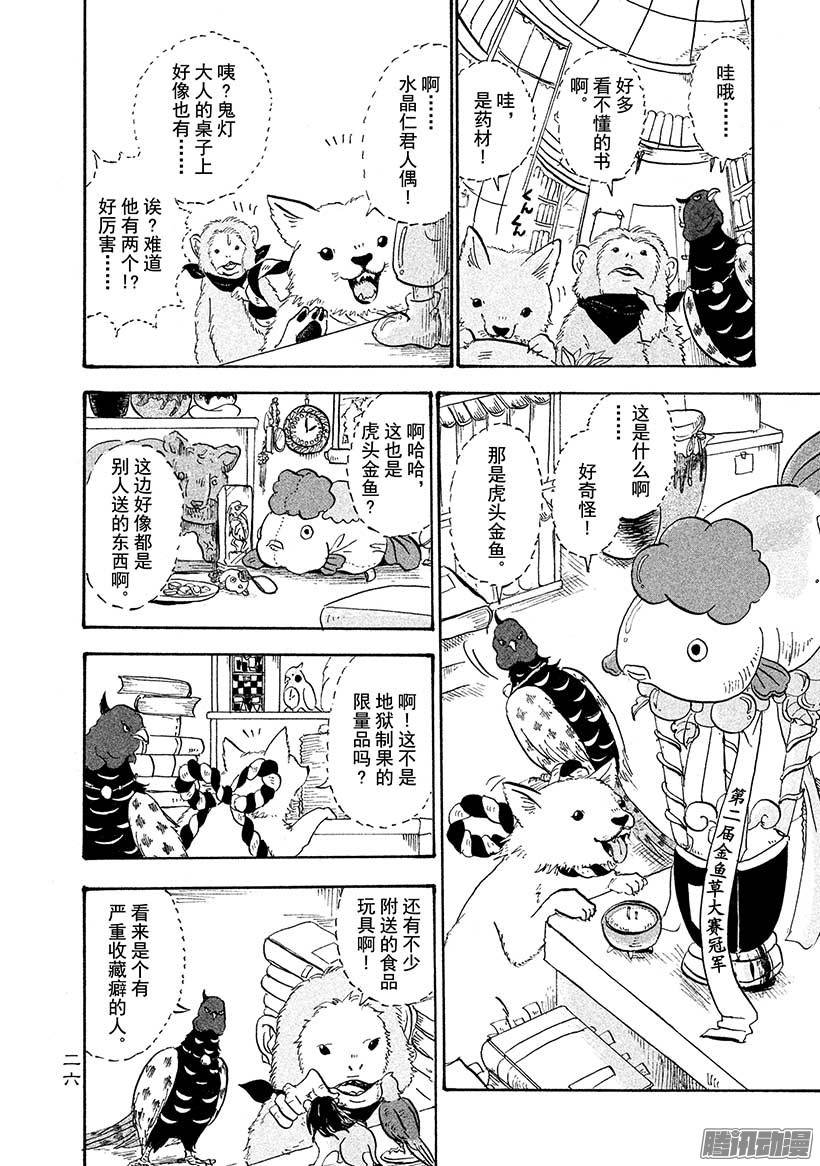 哇哦……
好多
看不懂的书
啊。
哇，
是药材！
くんくん
啊……
水晶仁君人偶！
咦？鬼灯
大人的桌子上
好像也有……
诶？难道
他有两个!?
好厉害……
这是什么啊
……
好奇怪！
那是虎头金鱼。
第二届金鱼草大赛冠军
啊哈哈，
这也是
虎头金鱼？
这边好像都是
别人送的东西啊。
啊！这不是
地狱制果的
限量品吗？
还有不少
附送的食品
玩具啊！
看来是个有
严重收藏癖的人。
二六
腾讯动漫